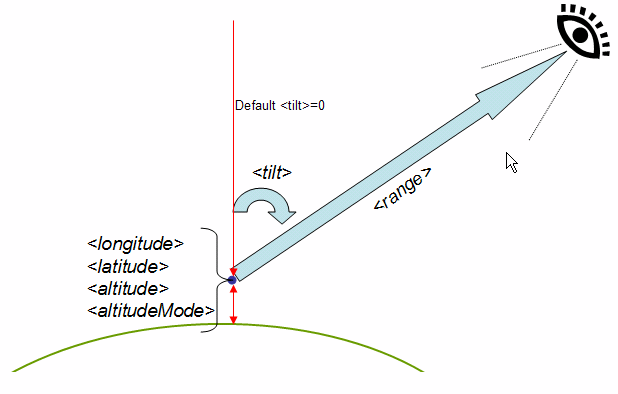 Default <tilt>=0
<tilt>
<range>
<longitude>
<latitude>
<altitude>
<altitudeMode>